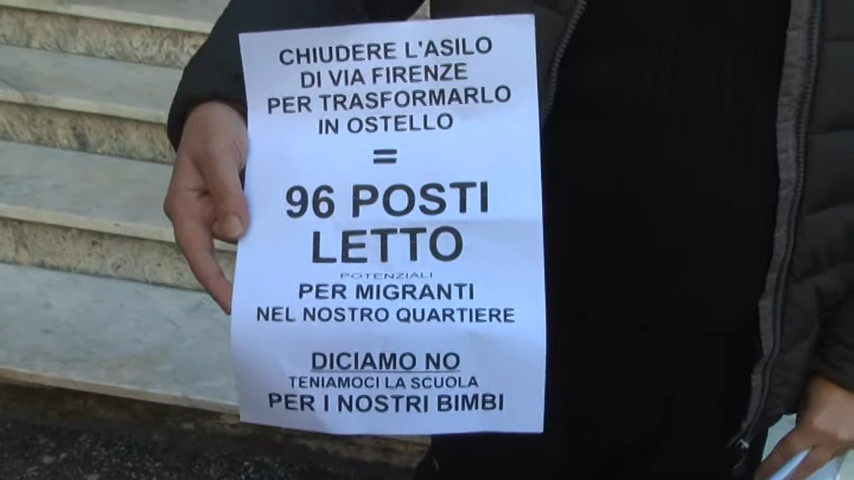 CHIUDERE L'ASILO
DI VIA FIRENZE
PER TRASFORMARLO
IN OSTELLO
=
96 POSTI
LETTO
POTENZIALI
PER MIGRANTI
NEL NOSTRO QUARTIERE
DICIAMO NO
TENIAMOCI LA SCUOLA
PER I NOSTRI BIMBI